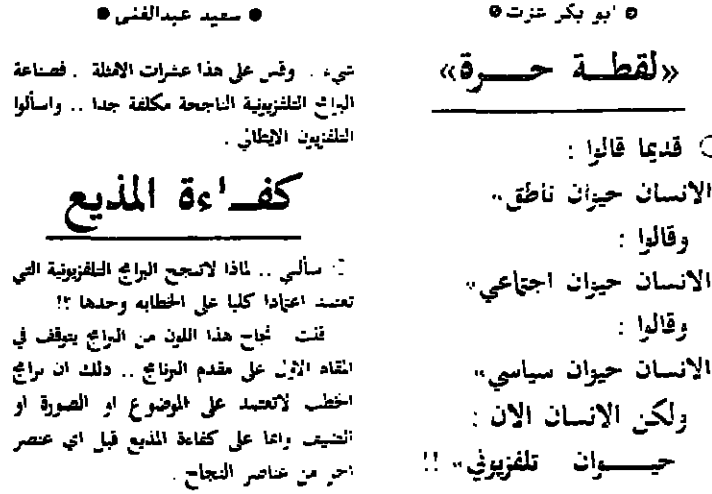 ● ابو بكر عزت ●
«لقطة حرة»
○ قديما قالوا :
الانسان حيوان ناطق ..
وقالوا :
الانسان حيوان اجتماعي ..
وقالوا :
الانسان حيوان سياسي ..
ولكن الانسان الان :
حيوان تلفزيوني .. !!
● سعيد عبدالغني ●
شيء . وقس على هذا عشرات الامثلة . فصناعة
البرامج التلفزيونية الناجحة مكلفة جدا .. واسألوا
التلفزيون الايطالي .
كفاءة المذيع
○ سألني .. لماذا لاتنجح البرامج التلفزيونية التي
تعتمد اعتمادا كليا على الخطابه وحدها ؟!
قلت نجاح هذا اللون من البرامج يتوقف في
المقام الاول على مقدم البرنامج .. ذلك ان برامج
الخطب لاتعتمد على الموضوع او الصورة او
الضيف وانما على كفاءة المذيع قبل اي عنصر
اخر من عناصر النجاح .